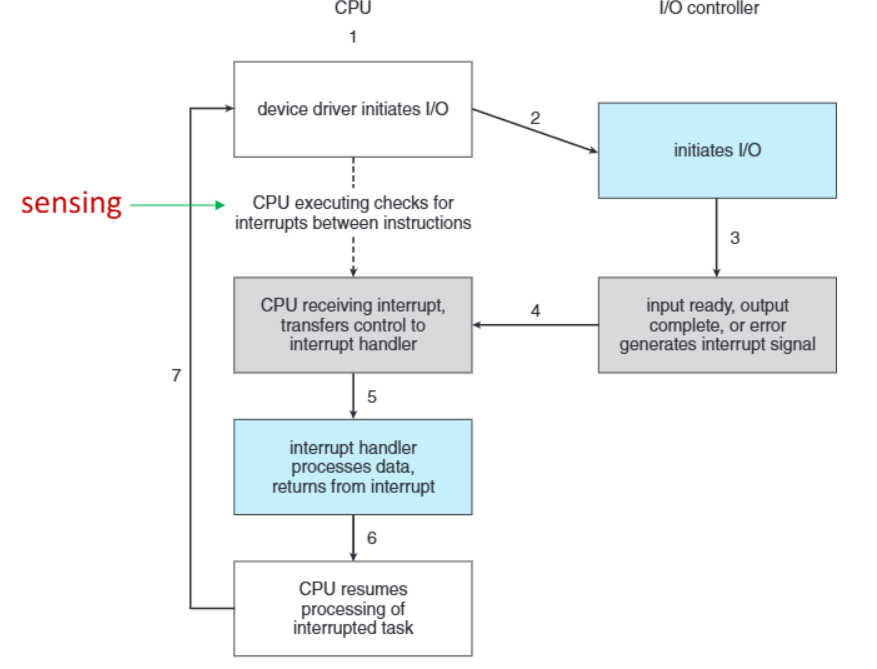 CPU
I/O controller
1
device driver initiates I/O
2
initiates I/O
sensing
CPU executing checks for
interrupts between instructions
3
CPU receiving interrupt,
transfers control to
interrupt handler
4
input ready, output
complete, or error
generates interrupt signal
7
5
interrupt handler
processes data,
returns from interrupt
6
CPU resumes
processing of
interrupted task